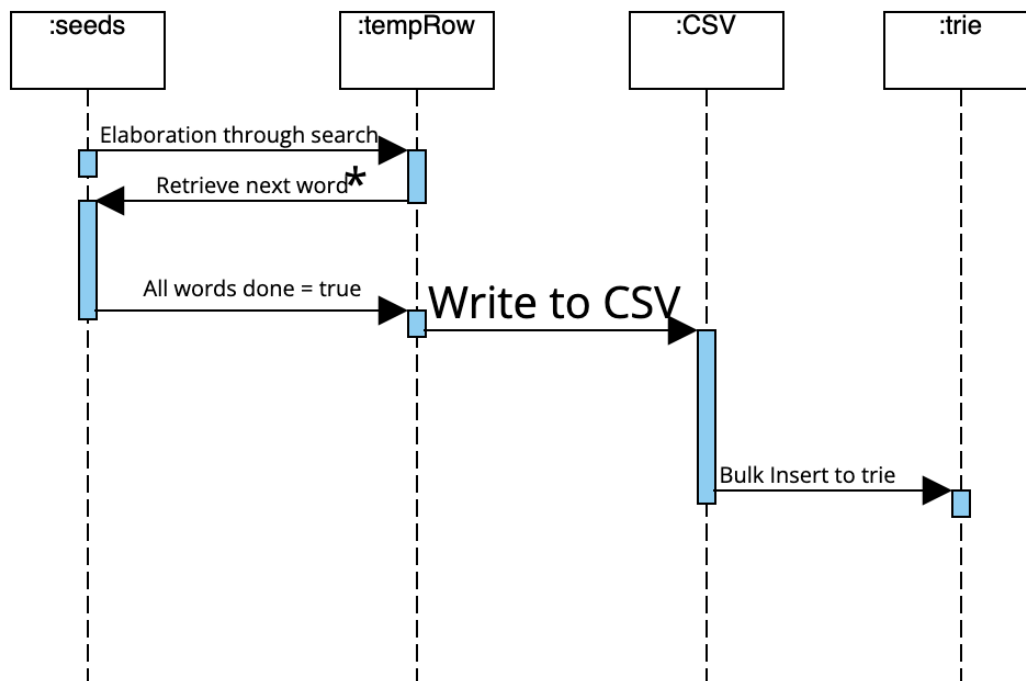 :seeds
:tempRow
:CSV
:trie
Elaboration through search
Retrieve next word*
All words done = true
Write to CSV
Bulk Insert to trie